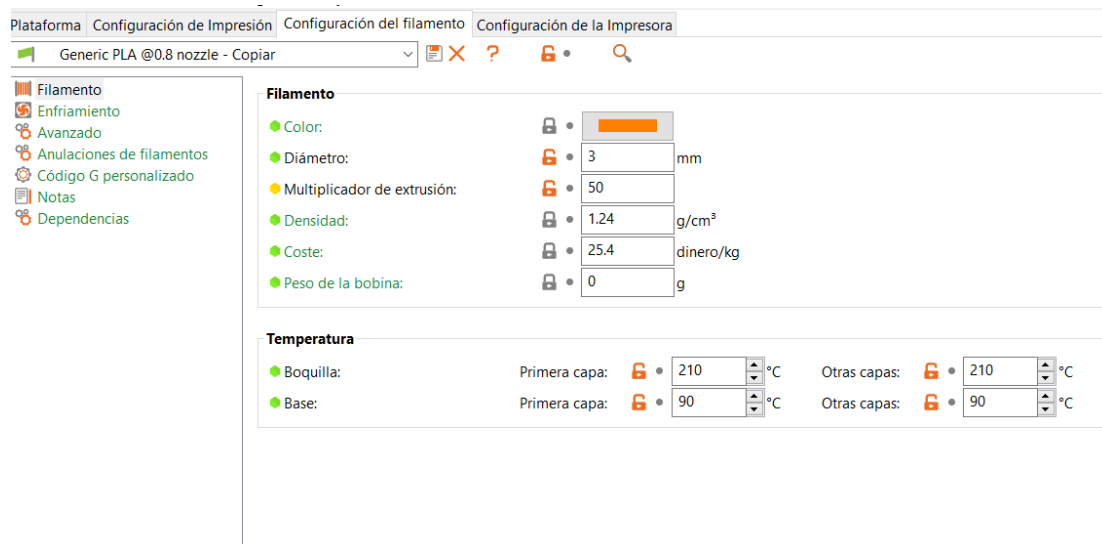 Plataforma Configuración de Impresión Configuración del filamento Configuración de la Impresora
Generic PLA @0.8 nozzle - Copiar
Filamento
Enfriamiento
Avanzado
Anulaciones de filamentos
Código G personalizado
Notas
Dependencias
Filamento
Color:
Diámetro: 3 mm
Multiplicador de extrusión: 50
Densidad: 1.24 g/cm³
Coste: 25.4 dinero/kg
Peso de la bobina: 0 g
Temperatura
Boquilla: Primera capa: 210 °C Otras capas: 210 °C
Base: Primera capa: 90 °C Otras capas: 90 °C